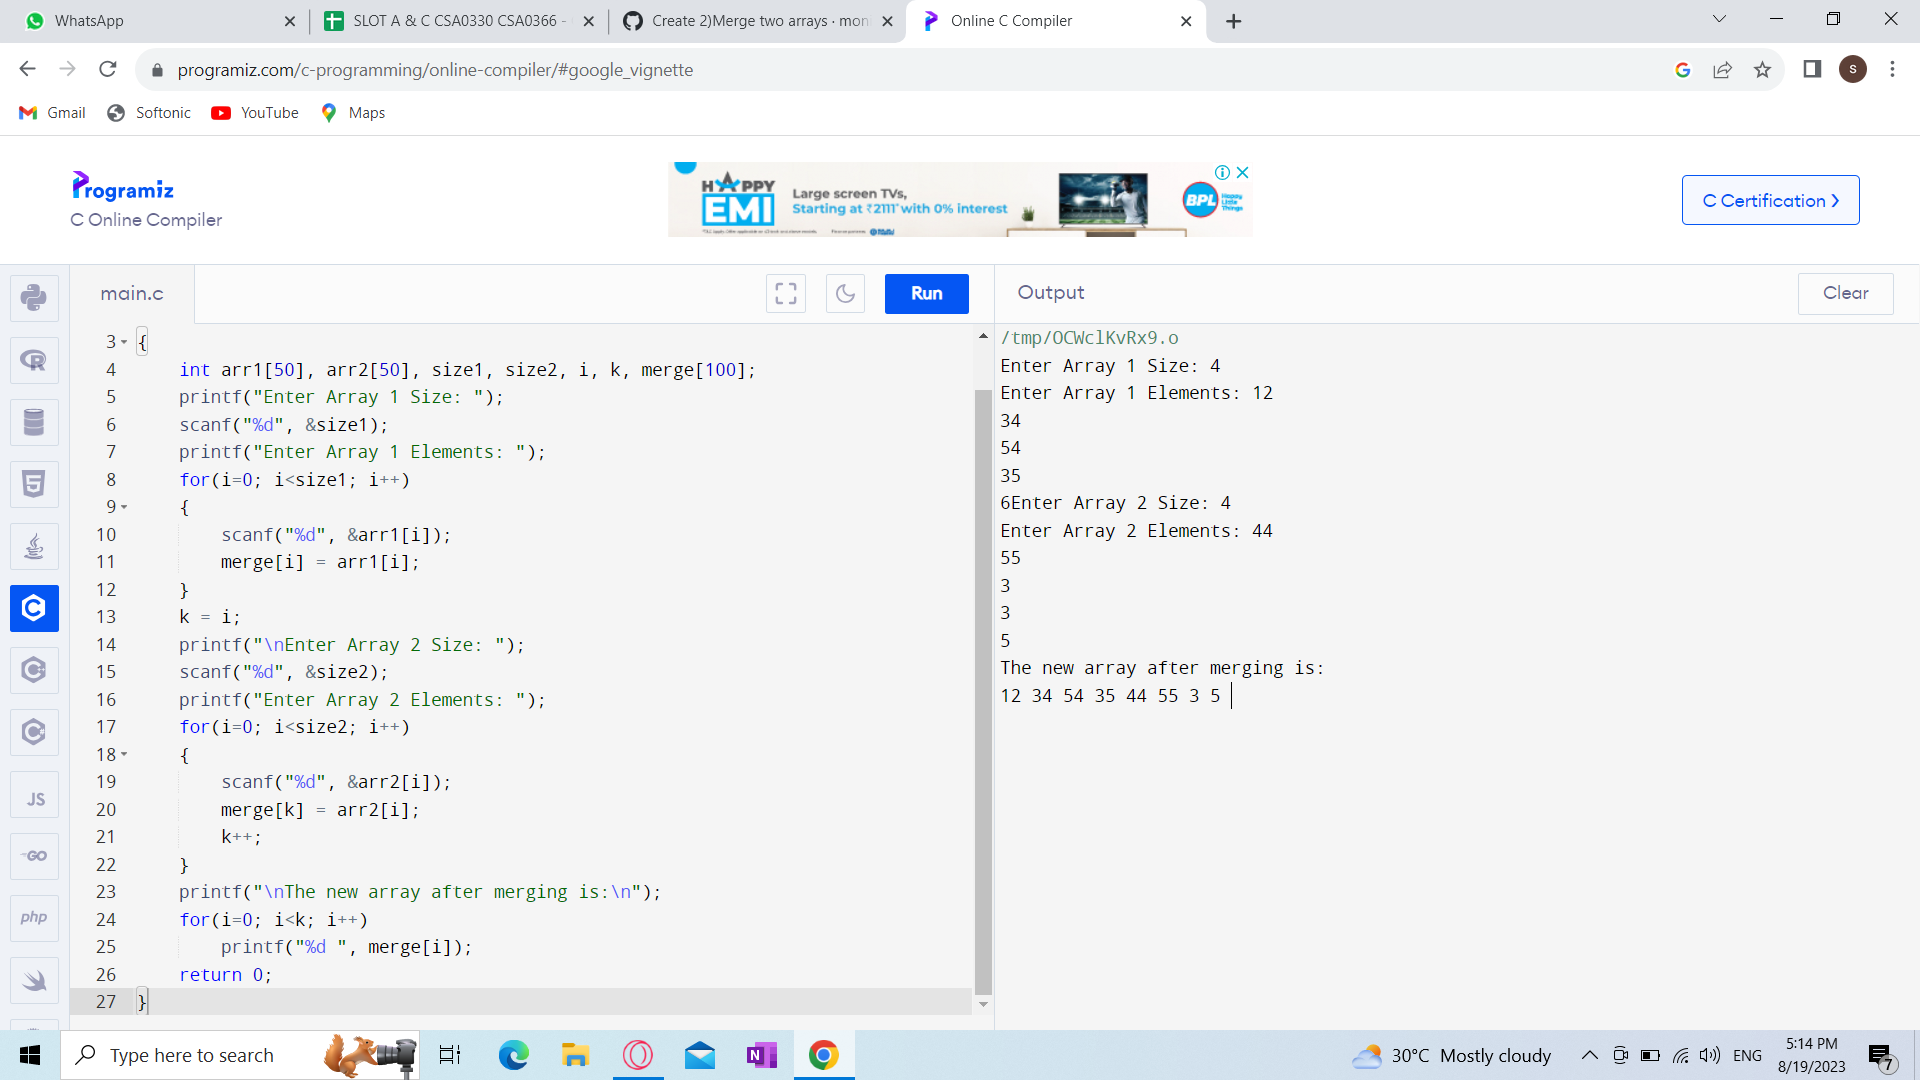 WhatsApp
SLOT A & C CSA0330 CSA0366 -
Create 2)Merge two arrays · mon
Online C Compiler
programiz.com/c-programming/online-compiler/#google_vignette
S
Gmail
Softonic
YouTube
Maps
Programiz
C Online Compiler
HAPPY
EMI
Large screen TVs,
Starting at ₹2111* with 0% interest
BPL
Happy
Little
Things
C Certification
main.c
Run
Output
Clear
3 {
4 int arr1[50], arr2[50], size1, size2, i, k, merge[100];
5 printf("Enter Array 1 Size: ");
6 scanf("%d", &size1);
7 printf("Enter Array 1 Elements: ");
8 for(i=0; i<size1; i++)
9 {
10 scanf("%d", &arr1[i]);
11 merge[i] = arr1[i];
12 }
13 k = i;
14 printf("\nEnter Array 2 Size: ");
15 scanf("%d", &size2);
16 printf("Enter Array 2 Elements: ");
17 for(i=0; i<size2; i++)
18 {
19 scanf("%d", &arr2[i]);
20 merge[k] = arr2[i];
21 k++;
22 }
23 printf("\nThe new array after merging is:\n");
24 for(i=0; i<k; i++)
25 printf("%d ", merge[i]);
26 return 0;
27 }
/tmp/OCWclKvRx9.o
Enter Array 1 Size: 4
Enter Array 1 Elements: 12
34
54
35
6Enter Array 2 Size: 4
Enter Array 2 Elements: 44
55
3
3
5
The new array after merging is:
12 34 54 35 44 55 3 5
JS
GO
php
Type here to search
30°C Mostly cloudy
ENG
5:14 PM
8/19/2023
7